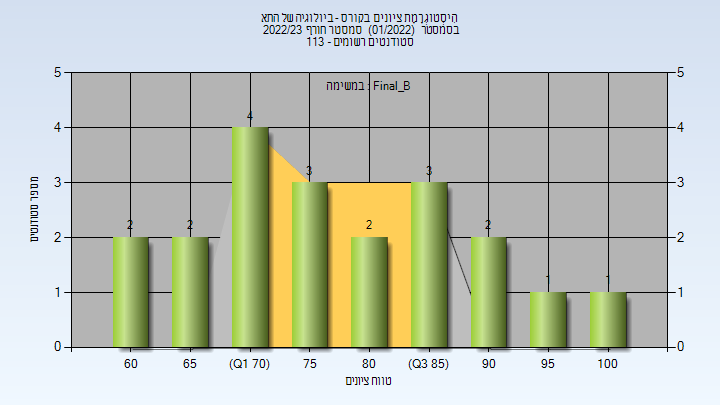 היסטוגרמת ציונים בקורס - ביולוגיה של התא
בסמסטר (01/2022) סמסטר חורף 2022/23
סטודנטים רשומים - 113
במשימה : Final_B
מספר סטודנטים
5 5
4 4
3 3
2 2
1 1
0 0
2 2 4 3 2 3 2 1 1
60 65 (Q1 70) 75 80 (Q3 85) 90 95 100
טווח ציונים